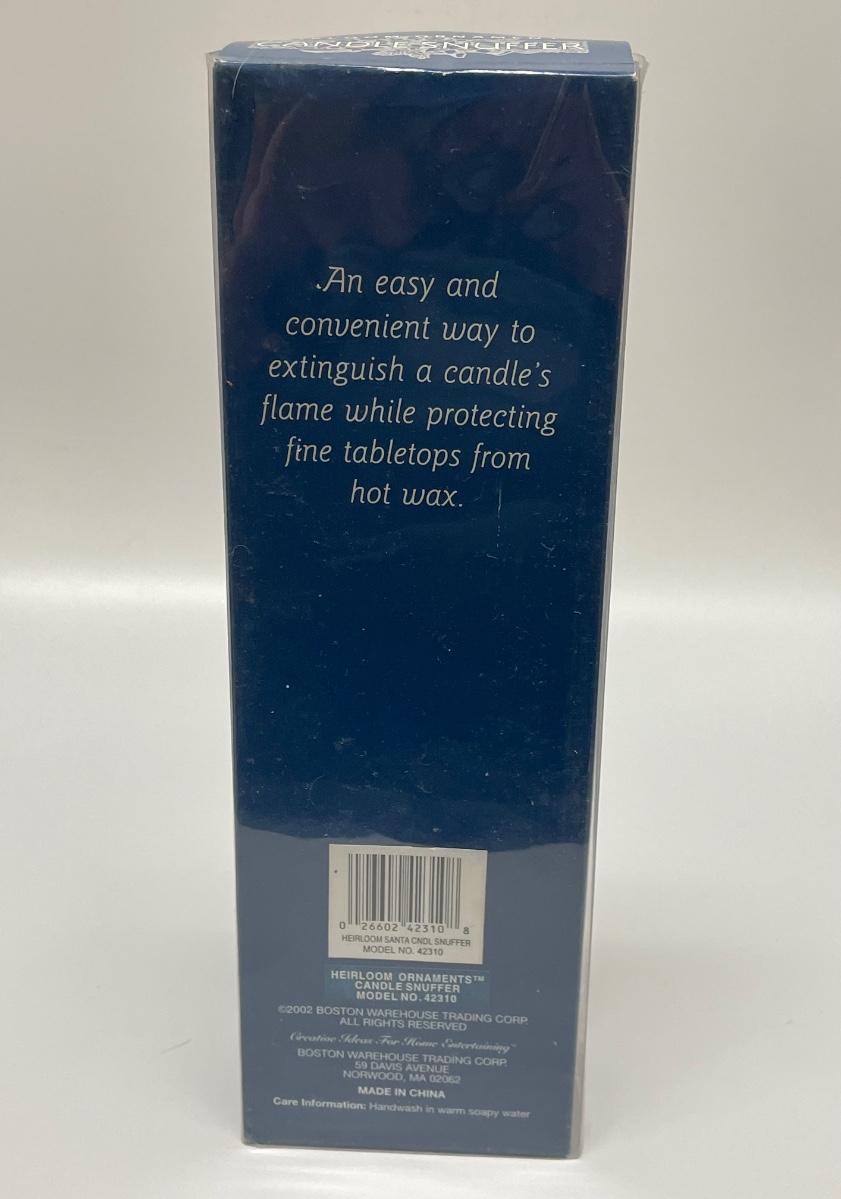 CANDLE SNUFFER
An easy and
convenient way to
extinguish a candle's
flame while protecting
fine tabletops from
hot wax.
0 26602 42310 8
HEIRLOOM SANTA CNDL SNUFFER
MODEL NO. 42310
HEIRLOOM ORNAMENTS™
CANDLE SNUFFER
MODEL NO. 42310
©2002 BOSTON WAREHOUSE TRADING CORP.
ALL RIGHTS RESERVED
Creative Ideas For Home Entertaining™
BOSTON WAREHOUSE TRADING CORP.
59 DAVIS AVENUE
NORWOOD, MA 02062
MADE IN CHINA
Care Information: Handwash in warm soapy water